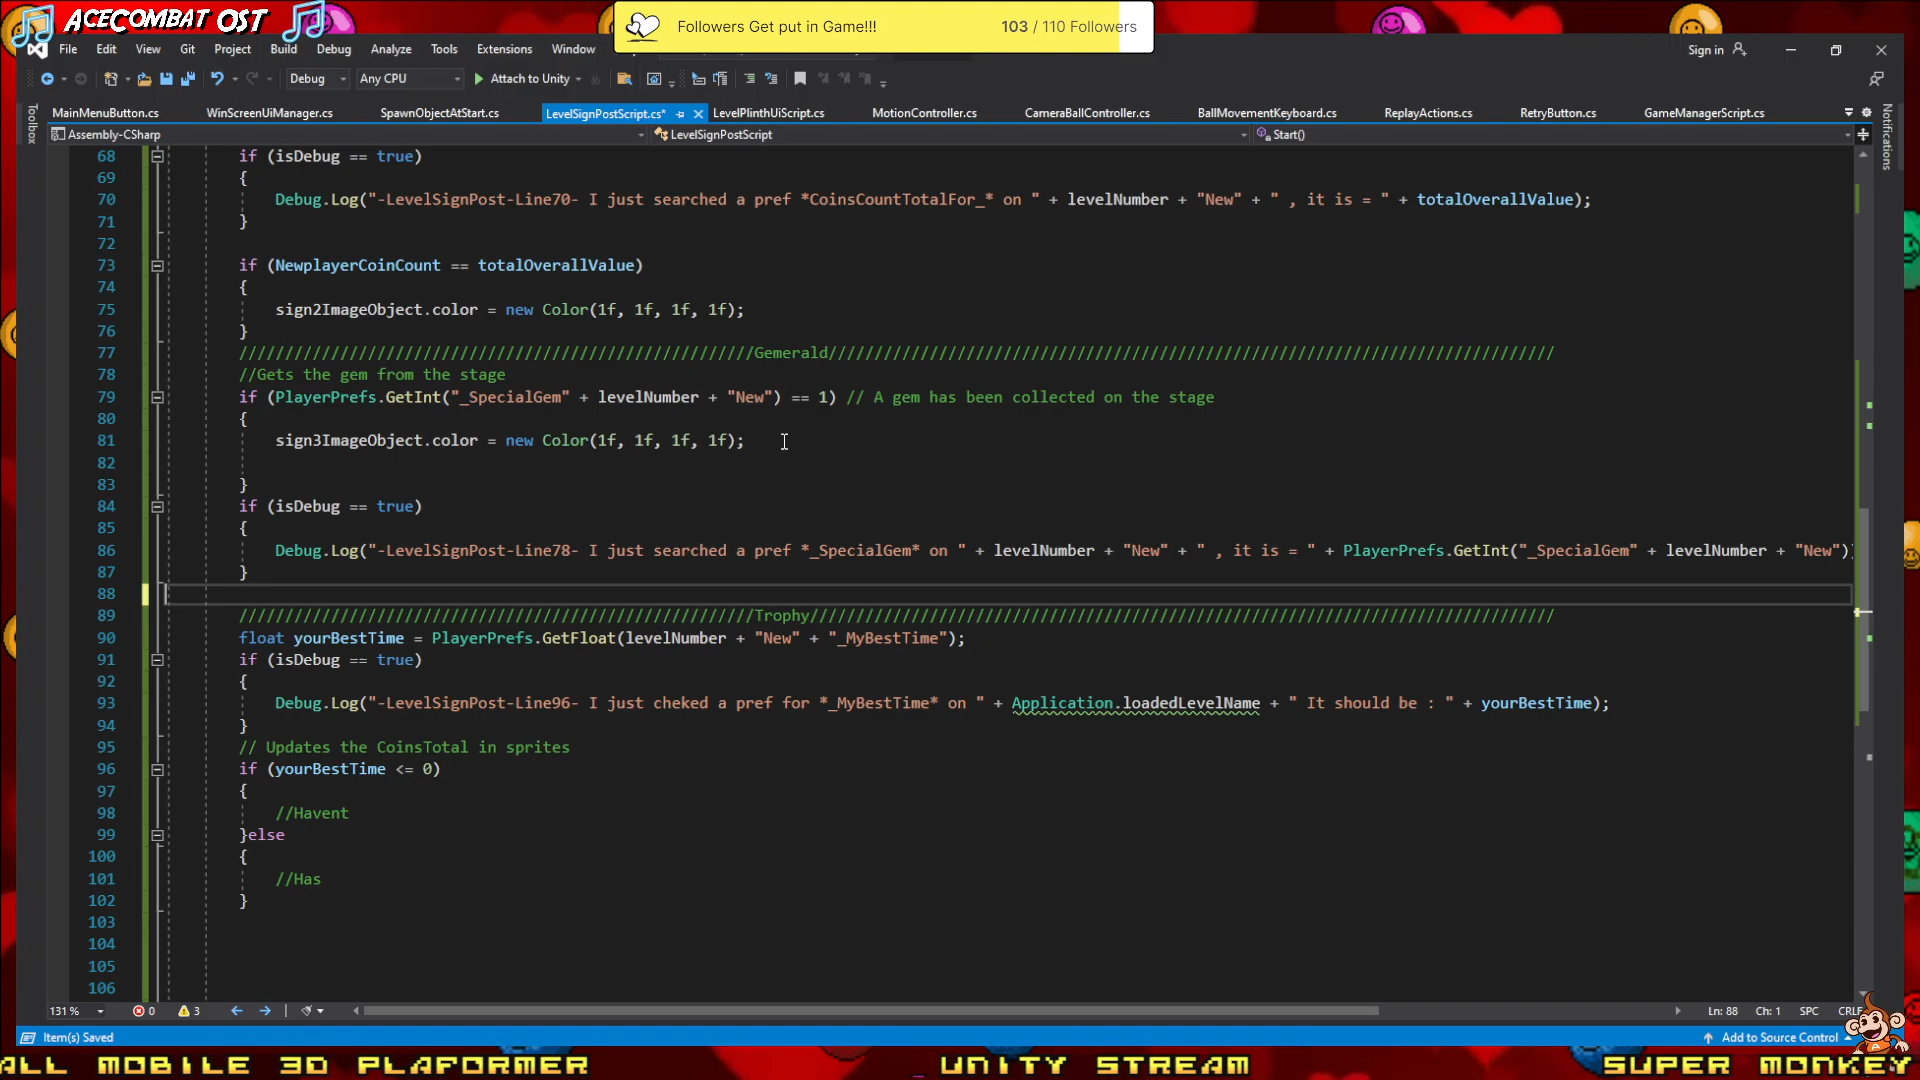 ACECOMBAT OST
Followers Get put in Game!!! 103 / 110 Followers
File Edit View Git Project Build Debug Analyze Tools Extensions Window
Sign in
Debug Any CPU Attach to Unity
MainMenuButton.cs WinScreenUiManager.cs SpawnObjectAtStart.cs LevelSignPostScript.cs* LevelPlinthUiScript.cs MotionController.cs CameraBallController.cs BallMovementKeyboard.cs ReplayActions.cs RetryButton.cs GameManagerScript.cs
Toolbox
Notifications
Assembly-CSharp LevelSignPostScript Start()
68 if (isDebug == true)
69 {
70 Debug.Log("-LevelSignPost-Line70- I just searched a pref *CoinsCountTotalFor_* on " + levelNumber + "New" + " , it is = " + totalOverallValue);
71 }
72
73 if (NewplayerCoinCount == totalOverallValue)
74 {
75 sign2ImageObject.color = new Color(1f, 1f, 1f, 1f);
76 }
77 ////////////////////////////////////////////////////////Gemerald///////////////////////////////////////////////////////////////////////////////
78 //Gets the gem from the stage
79 if (PlayerPrefs.GetInt("_SpecialGem" + levelNumber + "New") == 1) // A gem has been collected on the stage
80 {
81 sign3ImageObject.color = new Color(1f, 1f, 1f, 1f);
82
83 }
84 if (isDebug == true)
85 {
86 Debug.Log("-LevelSignPost-Line78- I just searched a pref *_SpecialGem* on " + levelNumber + "New" + " , it is = " + PlayerPrefs.GetInt("_SpecialGem" + levelNumber + "New")
87 }
88
89 ////////////////////////////////////////////////////////Trophy/////////////////////////////////////////////////////////////////////////////////
90 float yourBestTime = PlayerPrefs.GetFloat(levelNumber + "New" + "_MyBestTime");
91 if (isDebug == true)
92 {
93 Debug.Log("-LevelSignPost-Line96- I just cheked a pref for *_MyBestTime* on " + Application.loadedLevelName + " It should be : " + yourBestTime);
94 }
95 // Updates the CoinsTotal in sprites
96 if (yourBestTime <= 0)
97 {
98 //Havent
99 }else
100 {
101 //Has
102 }
103
104
105
106
131 % 0 3 Ln: 88 Ch: 1 SPC CRLF
Item(s) Saved Add to Source Control
ALL MOBILE 3D PLAFORMER _ UNITY STREAM SUPER MONKEY